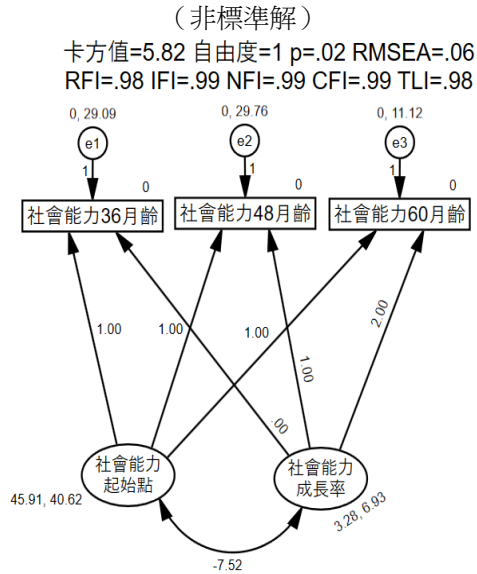 （非標準解）
卡方值=5.82 自由度=1 p=.02 RMSEA=.06
RFI=.98 IFI=.99 NFI=.99 CFI=.99 TLI=.98
0, 29.09
0, 29.76
0, 11.12
e1
e2
e3
1
1
1
0
0
0
社會能力36月齡
社會能力48月齡
社會能力60月齡
1.00
1.00
1.00
.00
1.00
2.00
社會能力
起始點
社會能力
成長率
45.91, 40.62
3.28, 6.93
-7.52